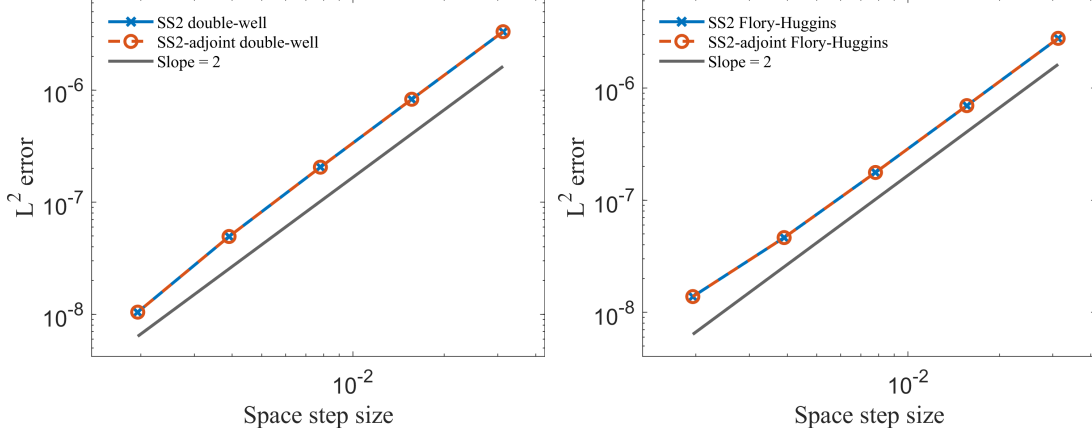 SS2 double-well
SS2-adjoint double-well
Slope = 2
10^-6
10^-7
10^-8
L^2 error
10^-2
Space step size
SS2 Flory-Huggins
SS2-adjoint Flory-Huggins
Slope = 2
10^-6
10^-7
10^-8
L^2 error
10^-2
Space step size